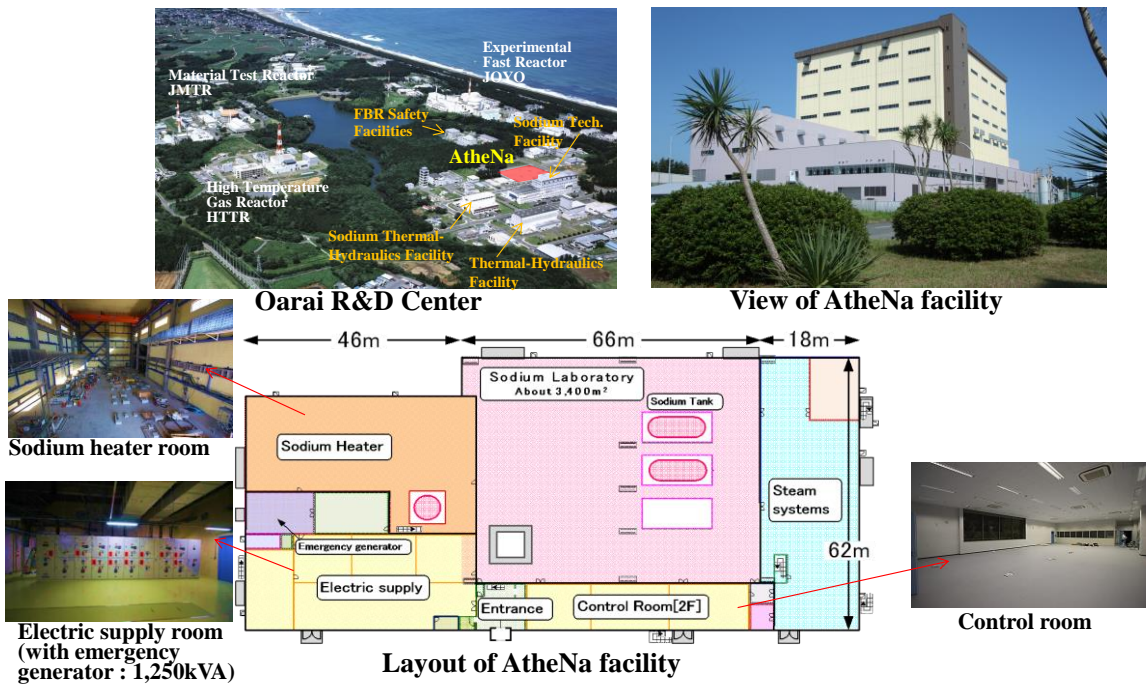 Experimental
Fast Reactor
JOYO
Material Test Reactor
JMTR
FBR Safety
Facilities
Sodium Tech.
Facility
AtheNa
High Temperature
Gas Reactor
HTTR
Sodium Thermal-
Hydraulics Facility
Thermal-Hydraulics
Facility
Oarai R&D Center
View of AtheNa facility
46m
66m
18m
Sodium Laboratory
About 3,400m²
Sodium Tank
Sodium Heater
Sodium heater room
Steam
systems
62m
Emergency generator
Electric supply
Entrance
Control Room[2F]
Control room
Electric supply room
(with emergency
generator : 1,250kVA)
Layout of AtheNa facility